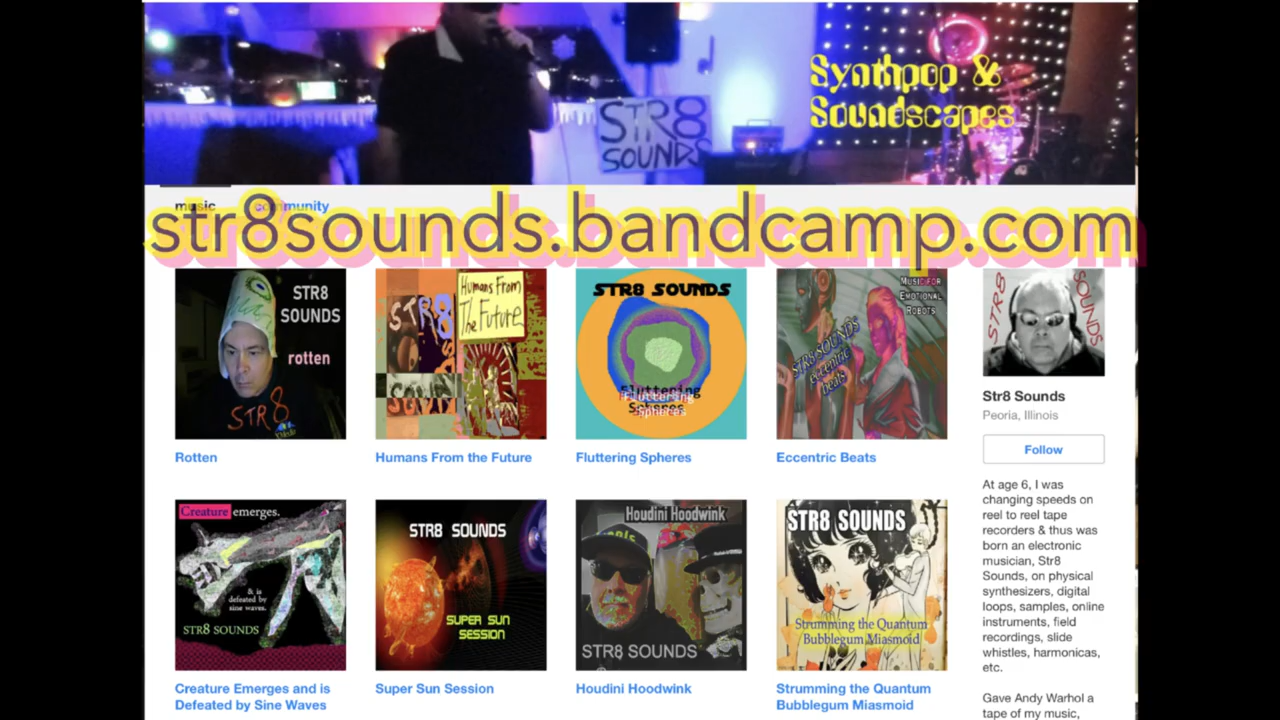 Synthpop &
Soundscapes
STR8
SOUNDS
music community
str8sounds.bandcamp.com
STR8
SOUNDS
rotten
STR8
Rotten
STR8
Humans From
The Future
Humans From the Future
STR8 SOUNDS
Fluttering
Spheres
Fluttering
Spheres
Fluttering Spheres
Music for
Emotional
Robots
STR8 SOUNDS
eccentric
beats
Eccentric Beats
STR8
SOUNDS
Str8 Sounds
Peoria, Illinois
Follow
At age 6, I was
changing speeds on
reel to reel tape
recorders & thus was
born an electronic
musician, Str8
Sounds, on physical
synthesizers, digital
loops, samples, online
instruments, field
recordings, slide
whistles, harmonicas,
etc.
Gave Andy Warhol a
tape of my music,
Creature emerges.
& is
defeated by
sine waves.
STR8 SOUNDS
Creature Emerges and is
Defeated by Sine Waves
STR8 SOUNDS
SUPER SUN
SESSION
Super Sun Session
Houdini Hoodwink
STR8 SOUNDS
Houdini Hoodwink
STR8 SOUNDS
Strumming the Quantum
Bubblegum Miasmoid
Strumming the Quantum
Bubblegum Miasmoid